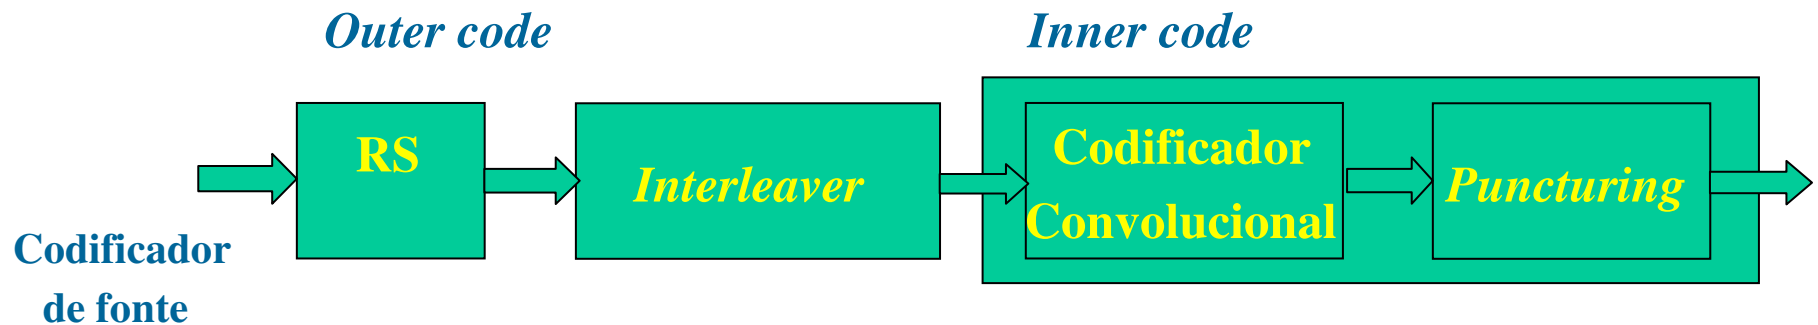 Outer code
Inner code
RS
Interleaver
Codificador
Convolucional
Puncturing
Codificador
de fonte